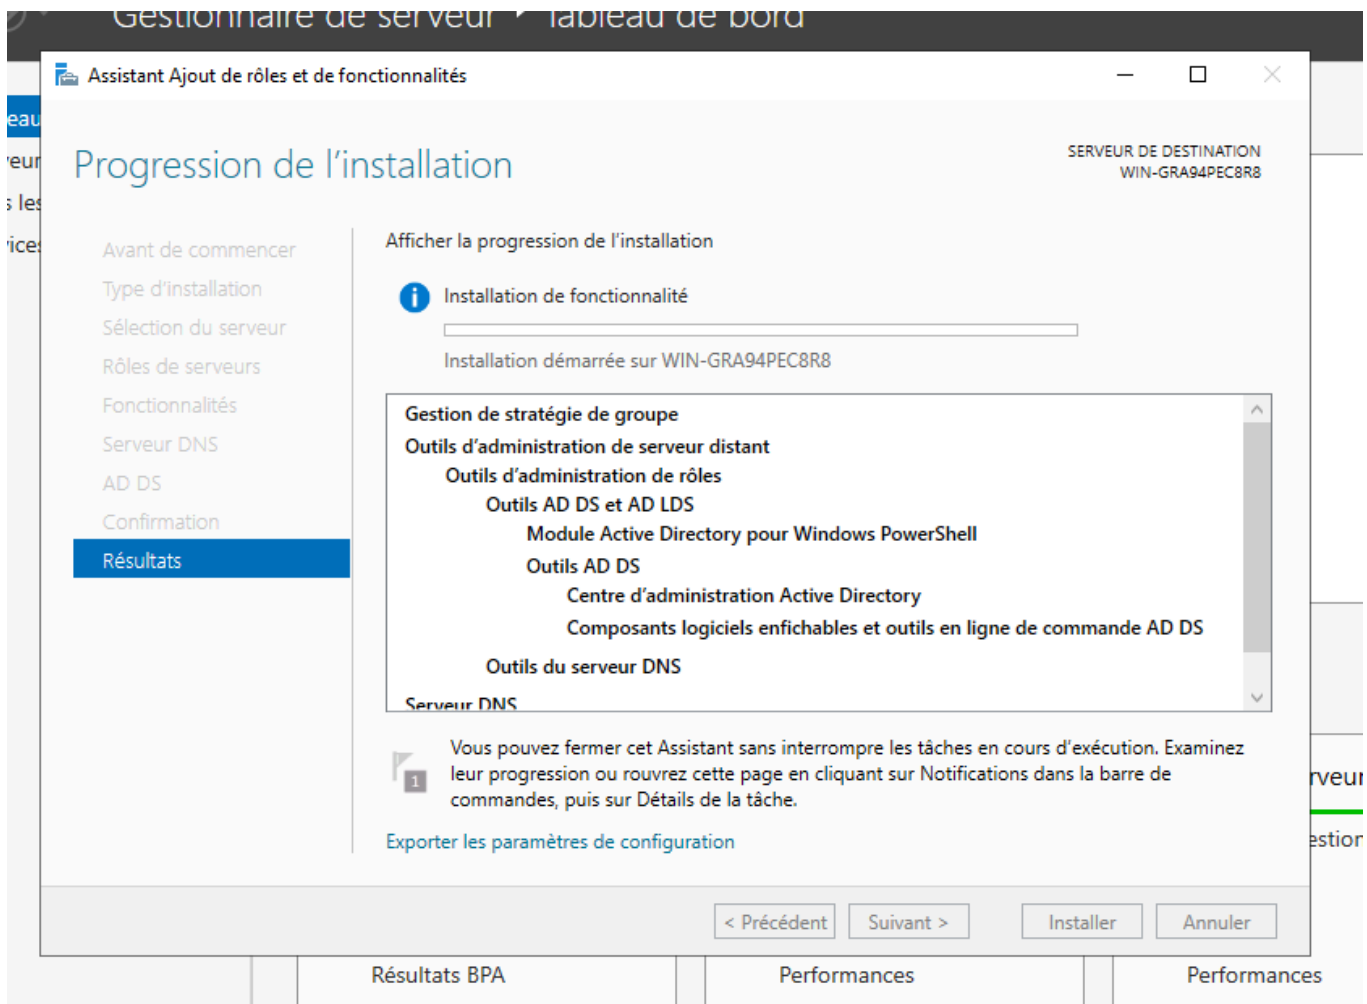 Gestionnaire de serveur Tableau de bord
Assistant Ajout de rôles et de fonctionnalités
eau
Progression de l'installation
SERVEUR DE DESTINATION
WIN-GRA94PEC8R8
veur
s les
ices
Avant de commencer
Type d'installation
Sélection du serveur
Rôles de serveurs
Fonctionnalités
Serveur DNS
AD DS
Confirmation
Résultats
Afficher la progression de l'installation
Installation de fonctionnalité
Installation démarrée sur WIN-GRA94PEC8R8
Gestion de stratégie de groupe
Outils d'administration de serveur distant
Outils d'administration de rôles
Outils AD DS et AD LDS
Module Active Directory pour Windows PowerShell
Outils AD DS
Centre d'administration Active Directory
Composants logiciels enfichables et outils en ligne de commande AD DS
Outils du serveur DNS
Serveur DNS
1
Vous pouvez fermer cet Assistant sans interrompre les tâches en cours d'exécution. Examinez
leur progression ou rouvrez cette page en cliquant sur Notifications dans la barre de
commandes, puis sur Détails de la tâche.
Exporter les paramètres de configuration
rveur
estion
< Précédent
Suivant >
Installer
Annuler
Résultats BPA
Performances
Performances